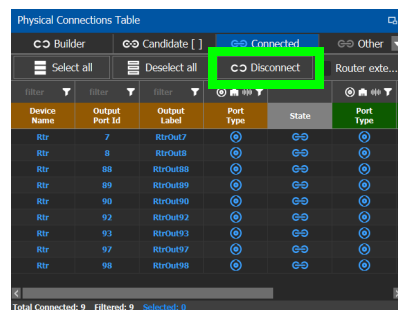 Physical Connections Table
Builder Candidate [ ] Connected Other
Select all Deselect all Disconnect Router exte...
filter filter filter
Device Name Output Port Id Output Label Port Type State Port Type
Rtr 7 RtrOut7
Rtr 8 RtrOut8
Rtr 88 RtrOut88
Rtr 89 RtrOut89
Rtr 90 RtrOut90
Rtr 92 RtrOut92
Rtr 93 RtrOut93
Rtr 97 RtrOut97
Rtr 98 RtrOut98
Total Connected: 9 Filtered: 9 Selected: 0